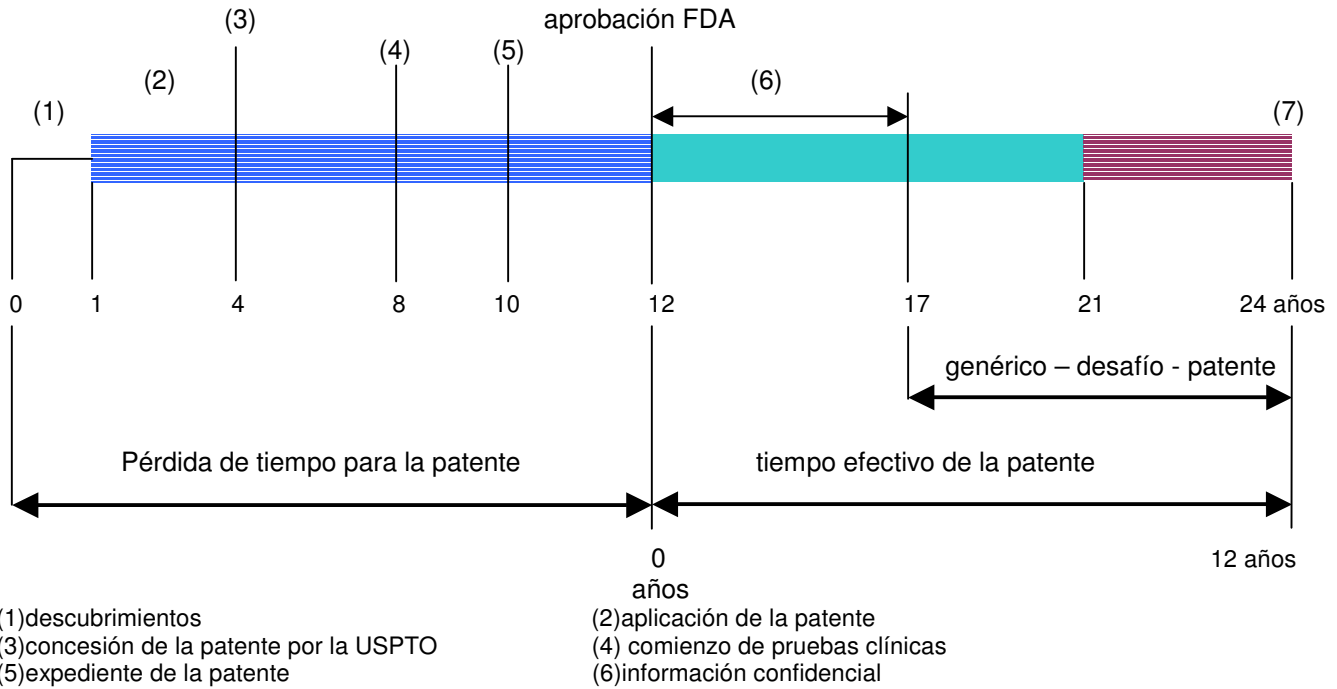 (3) aprobación FDA
(4) (5)
(2) (6)
(1) (7)
0 1 4 8 10 12 17 21 24 años
genérico – desafío - patente
Pérdida de tiempo para la patente tiempo efectivo de la patente
0 12 años
años
(1)descubrimientos (2)aplicación de la patente
(3)concesión de la patente por la USPTO (4) comienzo de pruebas clínicas
(5)expediente de la patente (6)información confidencial